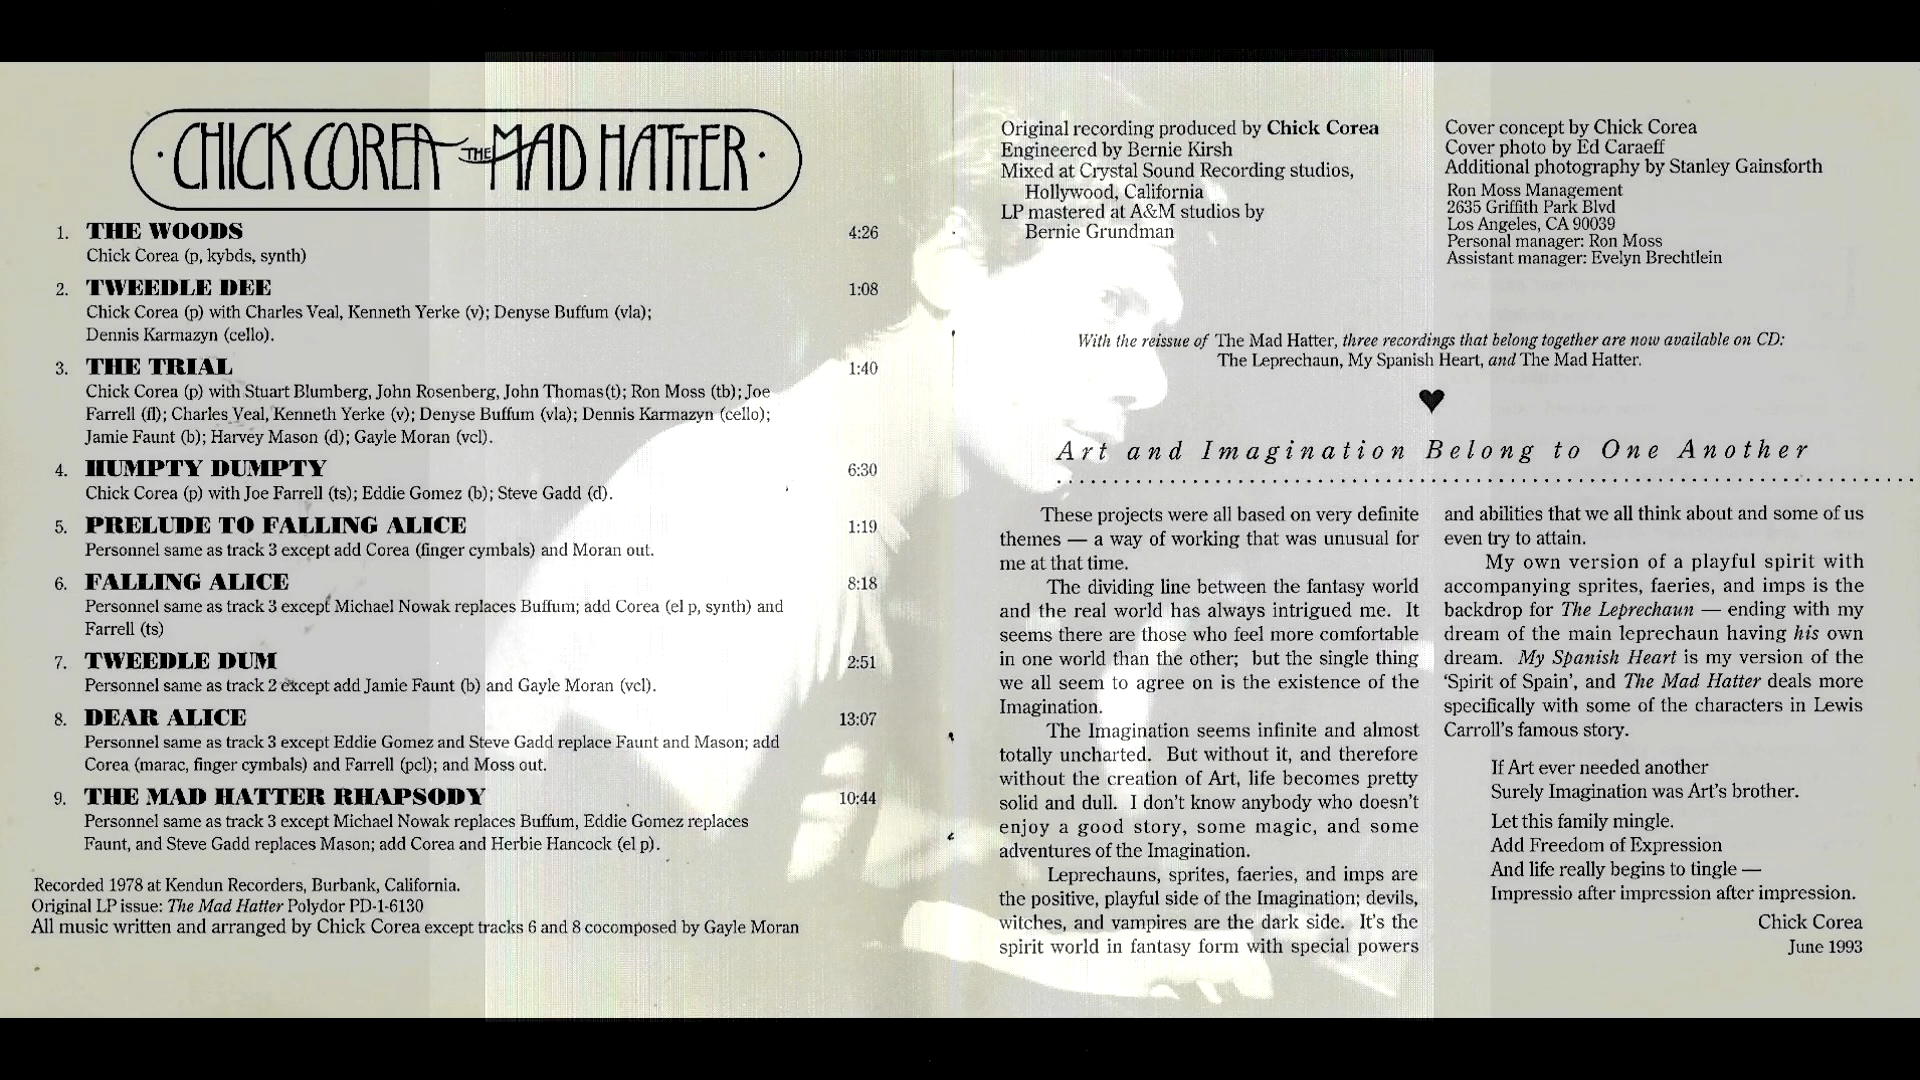 CHICK COREA THE MAD HATTER
1. THE WOODS 4:26
Chick Corea (p, kybds, synth)
2. TWEEDLE DEE 1:08
Chick Corea (p) with Charles Veal, Kenneth Yerke (v); Denyse Buffum (vla);
Dennis Karmazyn (cello).
3. THE TRIAL 1:40
Chick Corea (p) with Stuart Blumberg, John Rosenberg, John Thomas(t); Ron Moss (tb); Joe
Farrell (fl); Charles Veal, Kenneth Yerke (v); Denyse Buffum (vla); Dennis Karmazyn (cello);
Jamie Faunt (b); Harvey Mason (d); Gayle Moran (vcl).
4. HUMPTY DUMPTY 6:30
Chick Corea (p) with Joe Farrell (ts); Eddie Gomez (b); Steve Gadd (d).
5. PRELUDE TO FALLING ALICE 1:19
Personnel same as track 3 except add Corea (finger cymbals) and Moran out.
6. FALLING ALICE 8:18
Personnel same as track 3 except Michael Nowak replaces Buffum; add Corea (el p, synth) and
Farrell (ts)
7. TWEEDLE DUM 2:51
Personnel same as track 2 except add Jamie Faunt (b) and Gayle Moran (vcl).
8. DEAR ALICE 13:07
Personnel same as track 3 except Eddie Gomez and Steve Gadd replace Faunt and Mason; add
Corea (marac, finger cymbals) and Farrell (pcl); and Moss out.
9. THE MAD HATTER RHAPSODY 10:44
Personnel same as track 3 except Michael Nowak replaces Buffum, Eddie Gomez replaces
Faunt, and Steve Gadd replaces Mason; add Corea and Herbie Hancock (el p).
Recorded 1978 at Kendun Recorders, Burbank, California.
Original LP issue: The Mad Hatter Polydor PD-1-6130
All music written and arranged by Chick Corea except tracks 6 and 8 cocomposed by Gayle Moran
Original recording produced by Chick Corea
Engineered by Bernie Kirsh
Mixed at Crystal Sound Recording studios,
Hollywood, California
LP mastered at A&M studios by
Bernie Grundman
Cover concept by Chick Corea
Cover photo by Ed Caraeff
Additional photography by Stanley Gainsforth
Ron Moss Management
2635 Griffith Park Blvd
Los Angeles, CA 90039
Personal manager: Ron Moss
Assistant manager: Evelyn Brechtlein
With the reissue of The Mad Hatter, three recordings that belong together are now available on CD:
The Leprechaun, My Spanish Heart, and The Mad Hatter.
Art and Imagination Belong to One Another
These projects were all based on very definite
themes — a way of working that was unusual for
me at that time.
The dividing line between the fantasy world
and the real world has always intrigued me. It
seems there are those who feel more comfortable
in one world than the other; but the single thing
we all seem to agree on is the existence of the
Imagination.
The Imagination seems infinite and almost
totally uncharted. But without it, and therefore
without the creation of Art, life becomes pretty
solid and dull. I don't know anybody who doesn't
enjoy a good story, some magic, and some
adventures of the Imagination.
Leprechauns, sprites, faeries, and imps are
the positive, playful side of the Imagination; devils,
witches, and vampires are the dark side. It's the
spirit world in fantasy form with special powers
and abilities that we all think about and some of us
even try to attain.
My own version of a playful spirit with
accompanying sprites, faeries, and imps is the
backdrop for The Leprechaun — ending with my
dream of the main leprechaun having his own
dream. My Spanish Heart is my version of the
‘Spirit of Spain’, and The Mad Hatter deals more
specifically with some of the characters in Lewis
Carroll's famous story.
If Art ever needed another
Surely Imagination was Art's brother.
Let this family mingle.
Add Freedom of Expression
And life really begins to tingle —
Impressio after impression after impression.
Chick Corea
June 1993